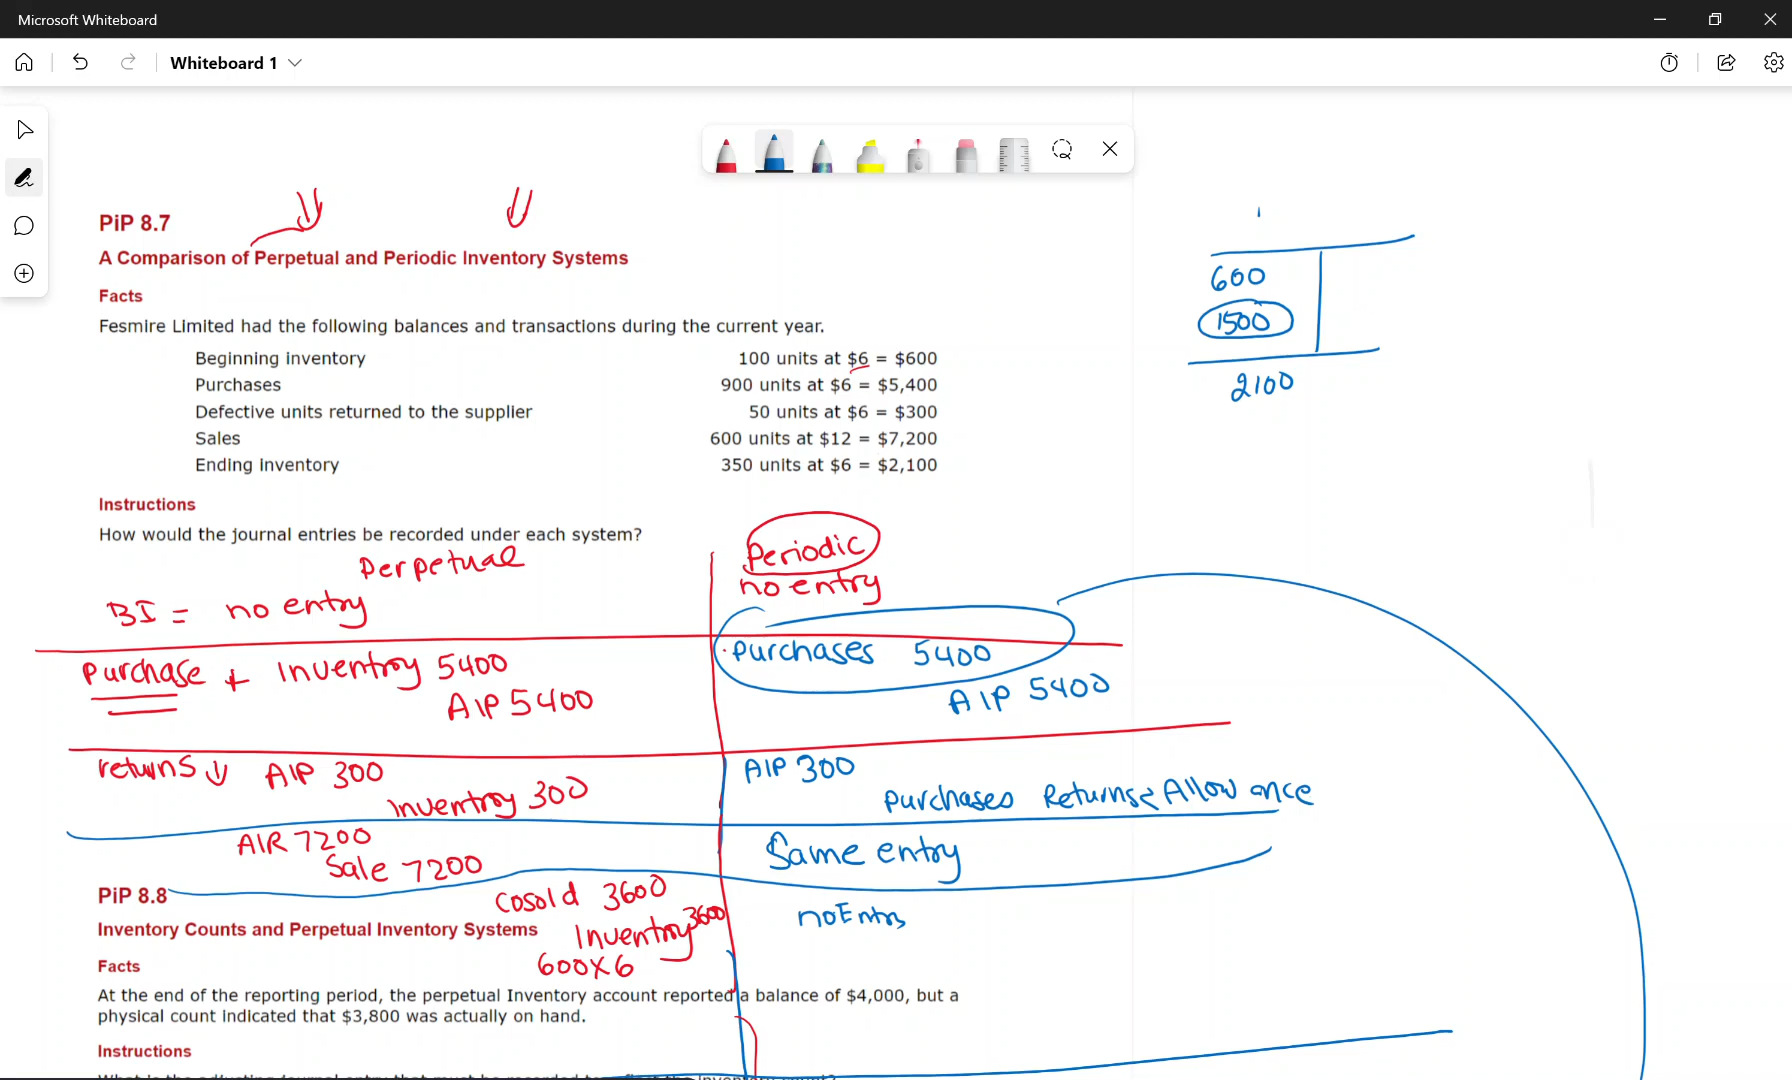 Microsoft Whiteboard
Whiteboard 1
PiP 8.7
A Comparison of Perpetual and Periodic Inventory Systems
Facts
Fesmire Limited had the following balances and transactions during the current year.
Beginning inventory 100 units at $6 = $600
Purchases 900 units at $6 = $5,400
Defective units returned to the supplier 50 units at $6 = $300
Sales 600 units at $12 = $7,200
Ending inventory 350 units at $6 = $2,100
600
1500
2100
Instructions
How would the journal entries be recorded under each system?
Perpetual
Periodic
BI = no entry
no entry
Purchase + Inventroy 5400
A|P 5400
Purchases 5400
A|P 5400
returns ↓ A|P 300
Inventroy 300
A|P 300
Purchases Returns & Allowance
A|R 7200
Sale 7200
Same entry
PiP 8.8
cosold 3600
Inventroy 3600
600X6
no Entry
Inventory Counts and Perpetual Inventory Systems
Facts
At the end of the reporting period, the perpetual Inventory account reported a balance of $4,000, but a
physical count indicated that $3,800 was actually on hand.
Instructions